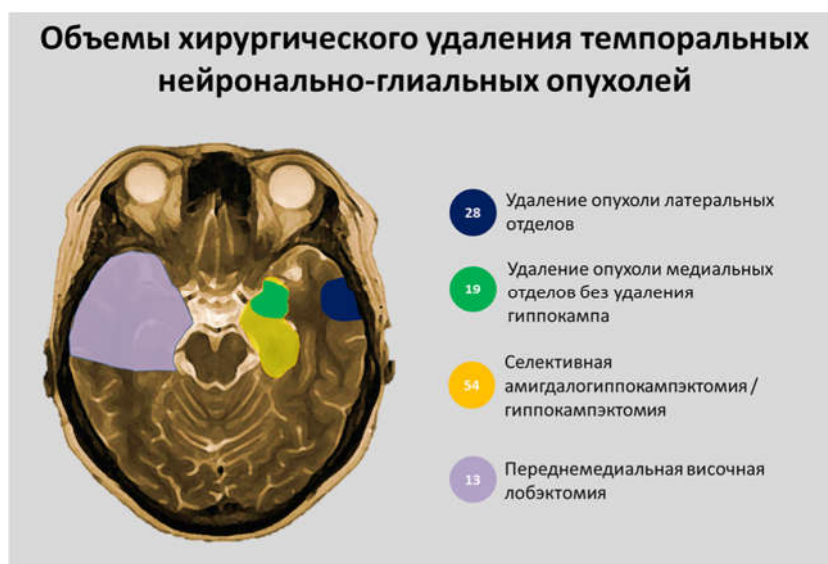 Объемы хирургического удаления темпоральных
нейронально-глиальных опухолей
28
Удаление опухоли латеральных
отделов
19
Удаление опухоли медиальных
отделов без удаления
гиппокампа
54
Селективная
амигдалогиппокампэктомия /
гиппокампэктомия
13
Переднемедиальная височная
лобэктомия